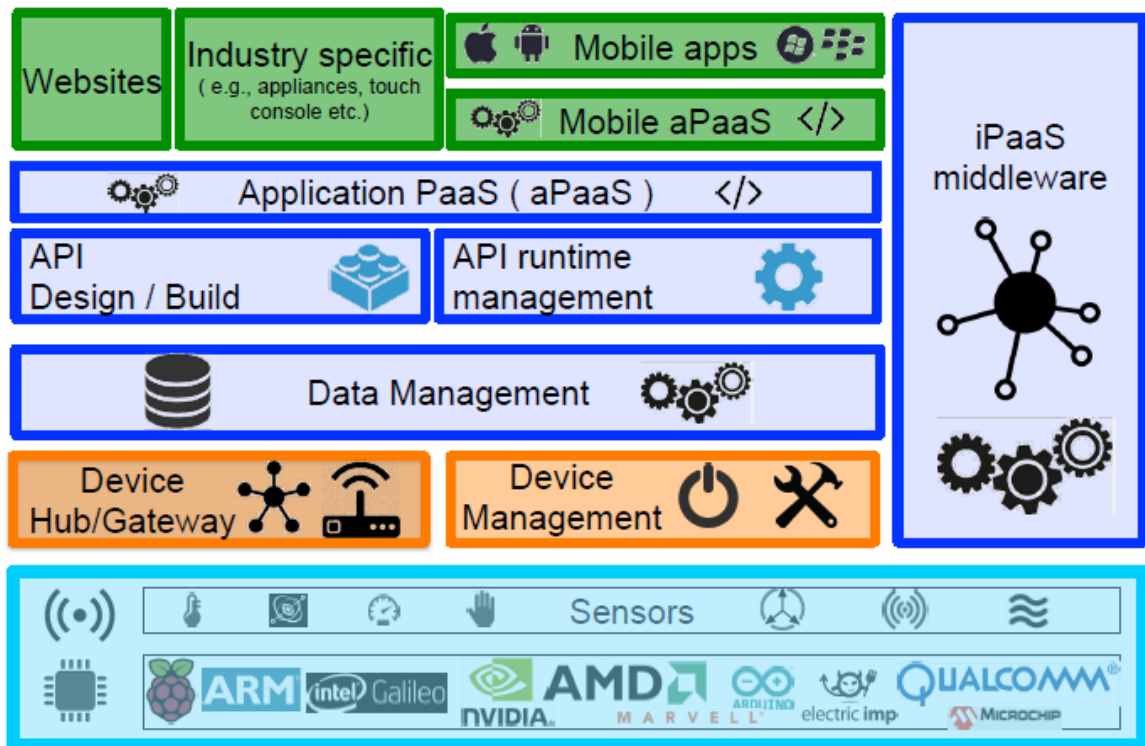 Websites
Industry specific
( e.g., appliances, touch
console etc.)
Mobile apps
Mobile aPaaS </>
iPaaS
middleware
Application PaaS ( aPaaS ) </>
API
Design / Build
API runtime
management
Data Management
Device
Hub/Gateway
Device
Management
Sensors
ARM
intel Galileo
NVIDIA.
AMD
MARVELL
ARDUINO
electric imp
QUALCOMM®
MICROCHIP